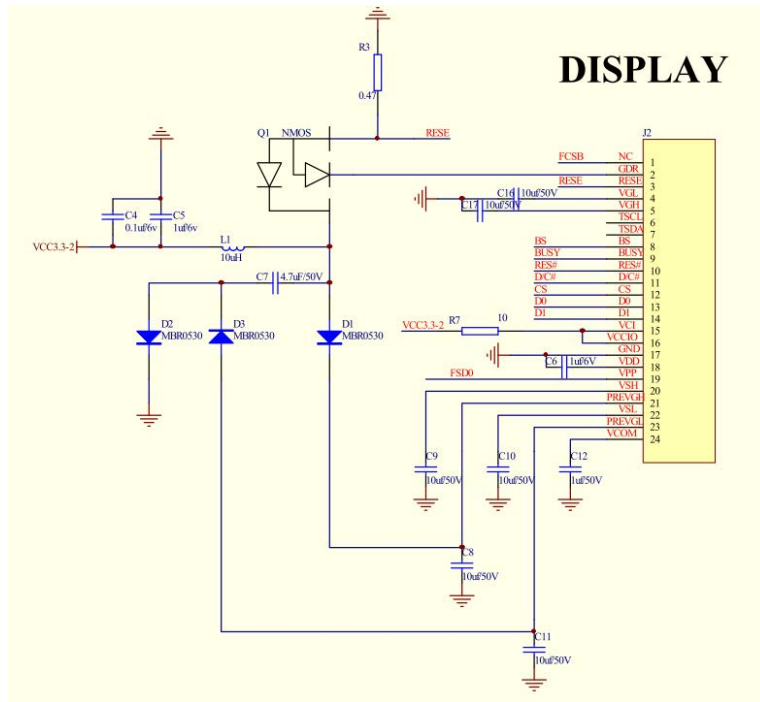 DISPLAY
R3
0.47
RESE
Q1 NMOS
J2
FCSB NC 1
GDR 2
RESE RESE 3
C16 10uf/50V VGL 4
C17 10uf/50V VGH 5
TSCL 6
TSDA 7
BS BS 8
BUSY BUSY 9
RES# RES# 10
D/C# D/C# 11
CS CS 12
D0 D0 13
D1 D1 14
VCC3.3-2 R7 10 VCI 15
VCCIO 16
GND 17
C6 1uf/6V VDD 18
FSD0 VPP 19
VSH 20
PREVGH 21
VSL 22
PREVGL 23
VCOM 24
C4
0.1uf/6v
C5
1uf/6v
VCC3.3-2
L1
10uH
C7 4.7uF/50V
D2
MBR0530
D3
MBR0530
D1
MBR0530
C9
10uf/50V
C10
10uf/50V
C12
1uf/50V
C8
10uf/50V
C11
10uf/50V